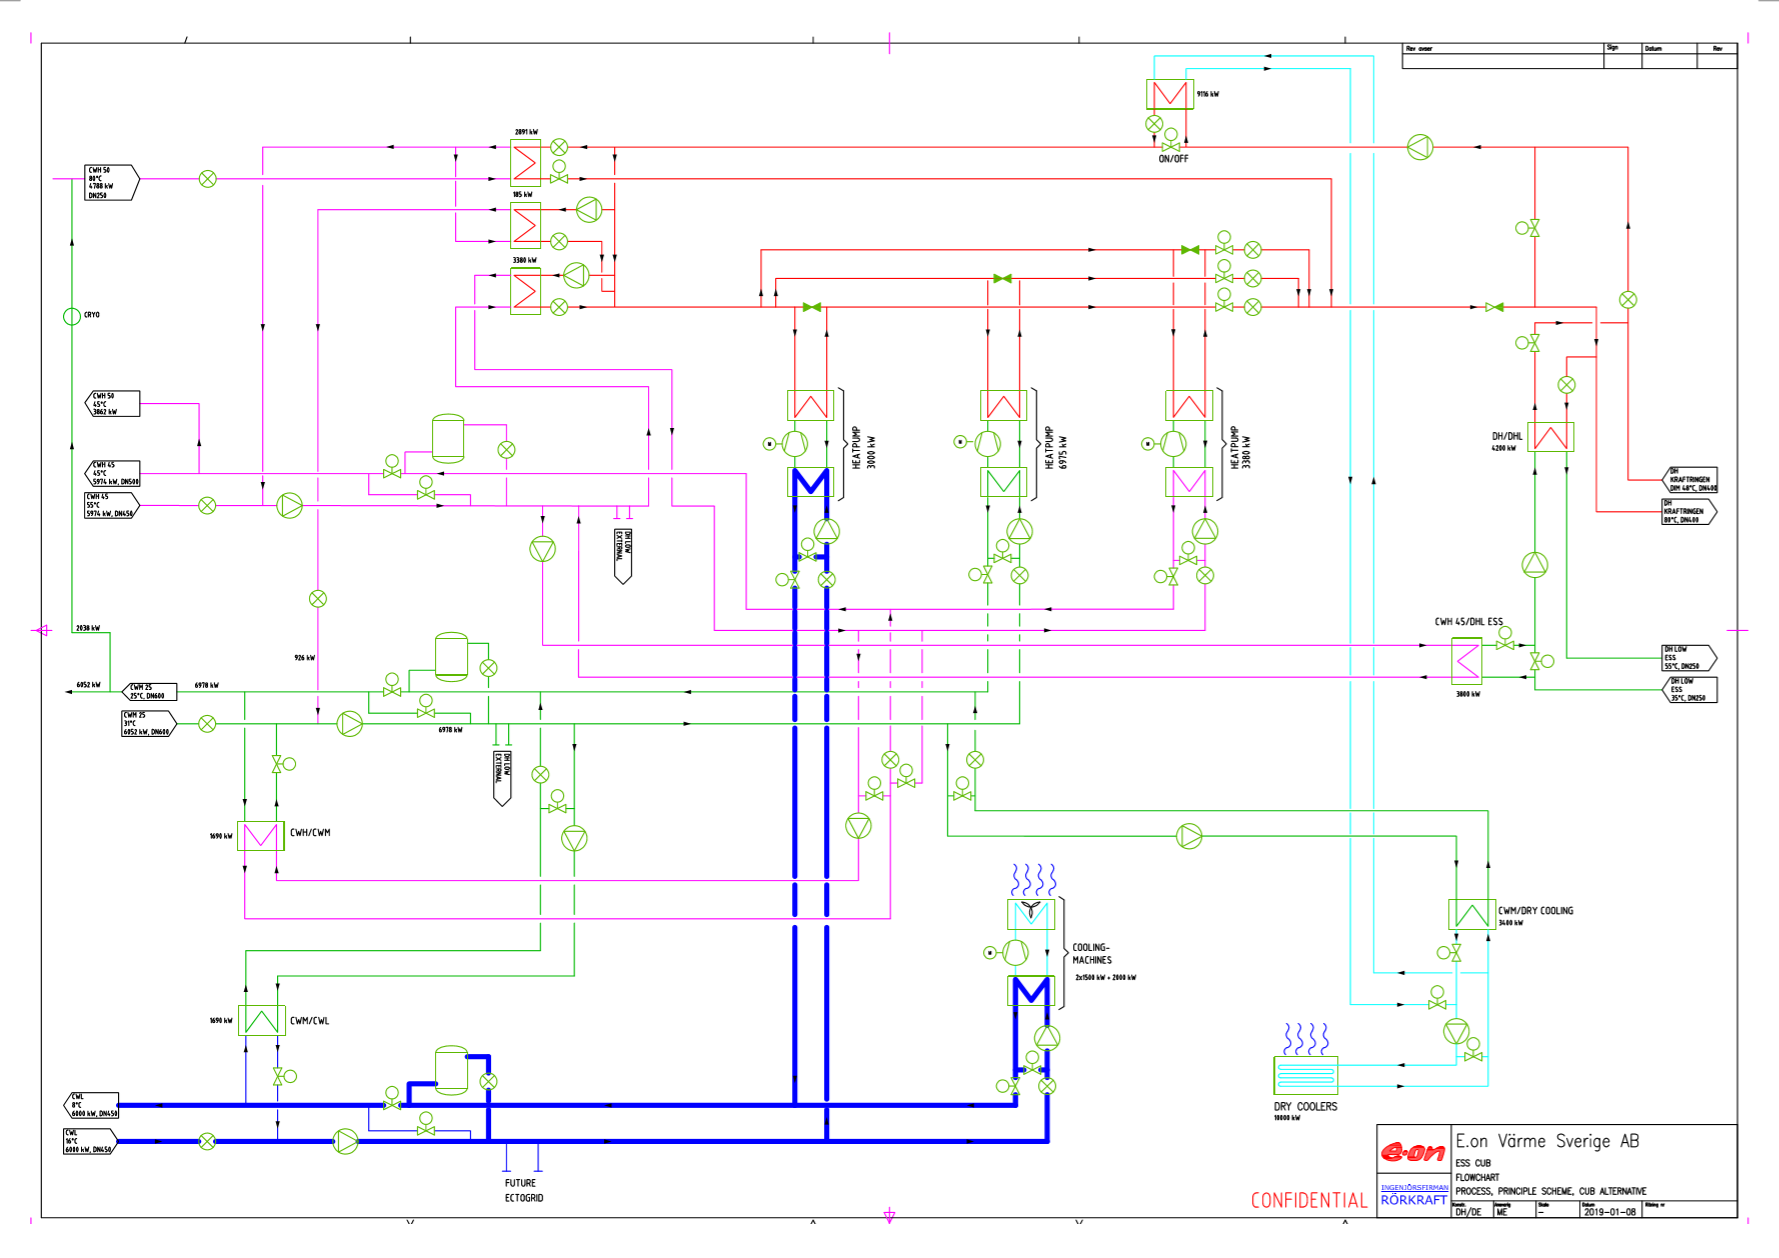 Rev avser
Sign
Datum
Rev
9116 kW
ON/OFF
2891 kW
CWH 50
80°C
4788 kW
DN250
185 kW
3380 kW
CRYO
CWH 50
45°C
3862 kW
CWH 45
45°C
5974 kW, DN500
CWH 45
55°C
5974 kW, DN450
HEATPUMP
3000 kW
HEATPUMP
6975 kW
HEATPUMP
3380 kW
DH/DHL
4200 kW
DH
KRAFTRINGEN
DIM 48°C, DN400
DH
KRAFTRINGEN
80°C, DN400
DH LOW
EXTERNAL
2038 kW
926 kW
CWH 45/DHL ESS
3800 kW
DH LOW
ESS
55°C, DN250
DH LOW
ESS
35°C, DN250
6052 kW
CWM 25
25°C, DN600
6978 kW
CWM 25
31°C
6052 kW, DN600
6978 kW
DH LOW
EXTERNAL
1690 kW
CWH/CWM
COOLING-
MACHINES
2x1500 kW + 2000 kW
CWM/DRY COOLING
3400 kW
1690 kW
CWM/CWL
CWL
8°C
6000 kW, DN450
CWL
16°C
6000 kW, DN450
FUTURE
ECTOGRID
DRY COOLERS
10000 kW
CONFIDENTIAL
e·on
INGENJÖRSFIRMAN
RÖRKRAFT
E.on Värme Sverige AB
ESS CUB
FLOWCHART
PROCESS, PRINCIPLE SCHEME, CUB ALTERNATIVE
DH/DE
ME
Skala
-
Datum
2019-01-08
Ritning nr